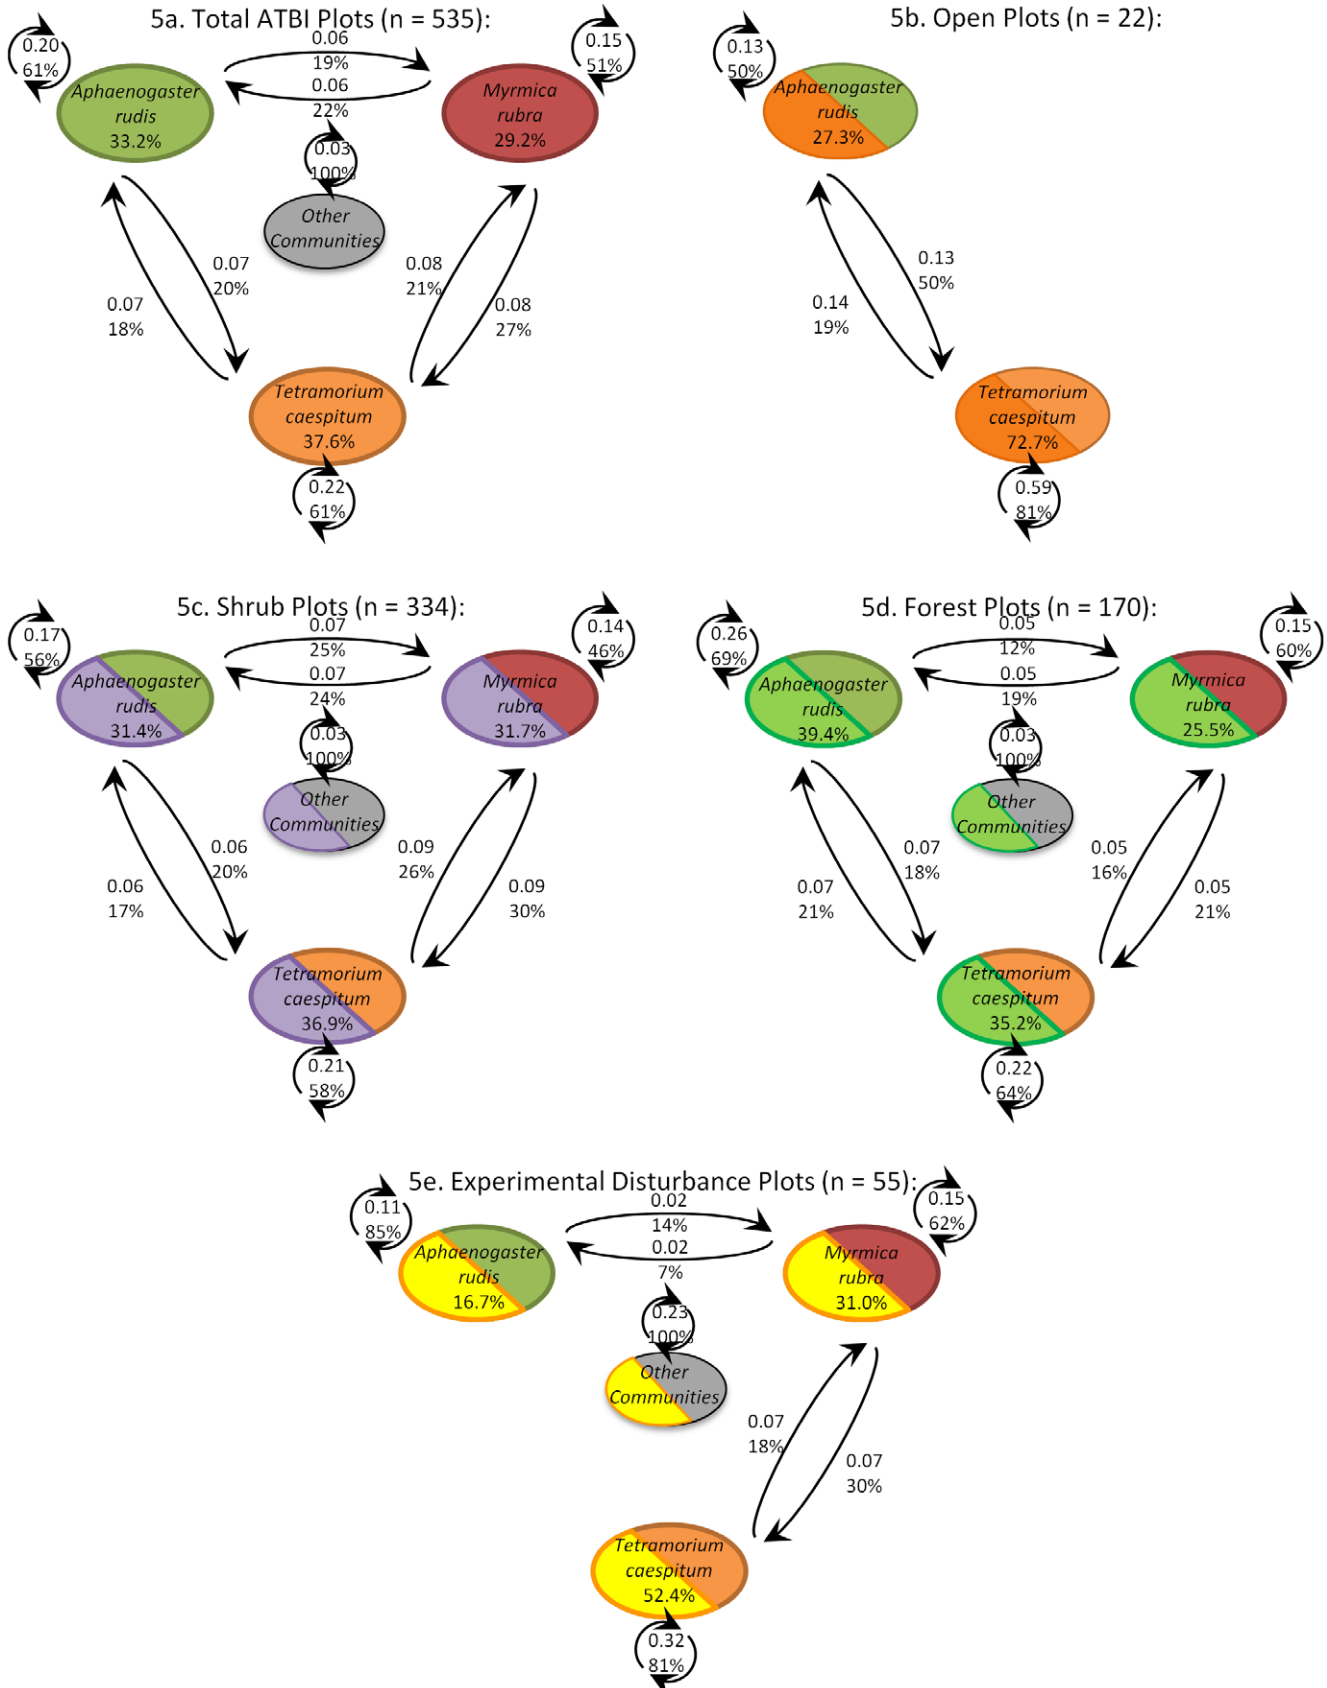 5a. Total ATBI Plots (n = 535):
0.20
61%
0.06
19%
0.06
22%
0.15
51%
Aphaenogaster
rudis
33.2%
Myrmica
rubra
29.2%
0.03
100%
Other
Communities
0.07
20%
0.07
18%
0.08
21%
0.08
27%
Tetramorium
caespitum
37.6%
0.22
61%
5b. Open Plots (n = 22):
0.13
50%
Aphaenogaster
rudis
27.3%
0.13
50%
0.14
19%
Tetramorium
caespitum
72.7%
0.59
81%
5c. Shrub Plots (n = 334):
0.17
56%
0.07
25%
0.07
24%
0.14
46%
Aphaenogaster
rudis
31.4%
Myrmica
rubra
31.7%
0.03
100%
Other
Communities
0.06
20%
0.06
17%
0.09
26%
0.09
30%
Tetramorium
caespitum
36.9%
0.21
58%
5d. Forest Plots (n = 170):
0.26
69%
0.05
12%
0.05
19%
0.15
60%
Aphaenogaster
rudis
39.4%
Myrmica
rubra
25.5%
0.03
100%
Other
Communities
0.07
18%
0.07
21%
0.05
16%
0.05
21%
Tetramorium
caespitum
35.2%
0.22
64%
5e. Experimental Disturbance Plots (n = 55):
0.11
85%
0.02
14%
0.02
7%
0.15
62%
Aphaenogaster
rudis
16.7%
Myrmica
rubra
31.0%
0.23
100%
Other
Communities
0.07
18%
0.07
30%
Tetramorium
caespitum
52.4%
0.32
81%